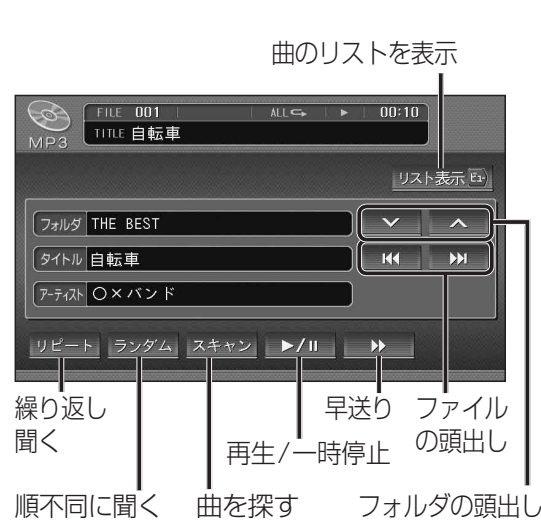 曲のリストを表示
FILE 001 ALL 00:10
MP3
TITLE 自転車
リスト表示 ビュー
フォルダ THE BEST
タイトル 自転車
アーティスト ○×バンド
リピート ランダム スキャン ►/II ►►
繰り返し
聞く
早送り
ファイル
の頭出し
再生/一時停止
順不同に聞く
曲を探す
フォルダの頭出し